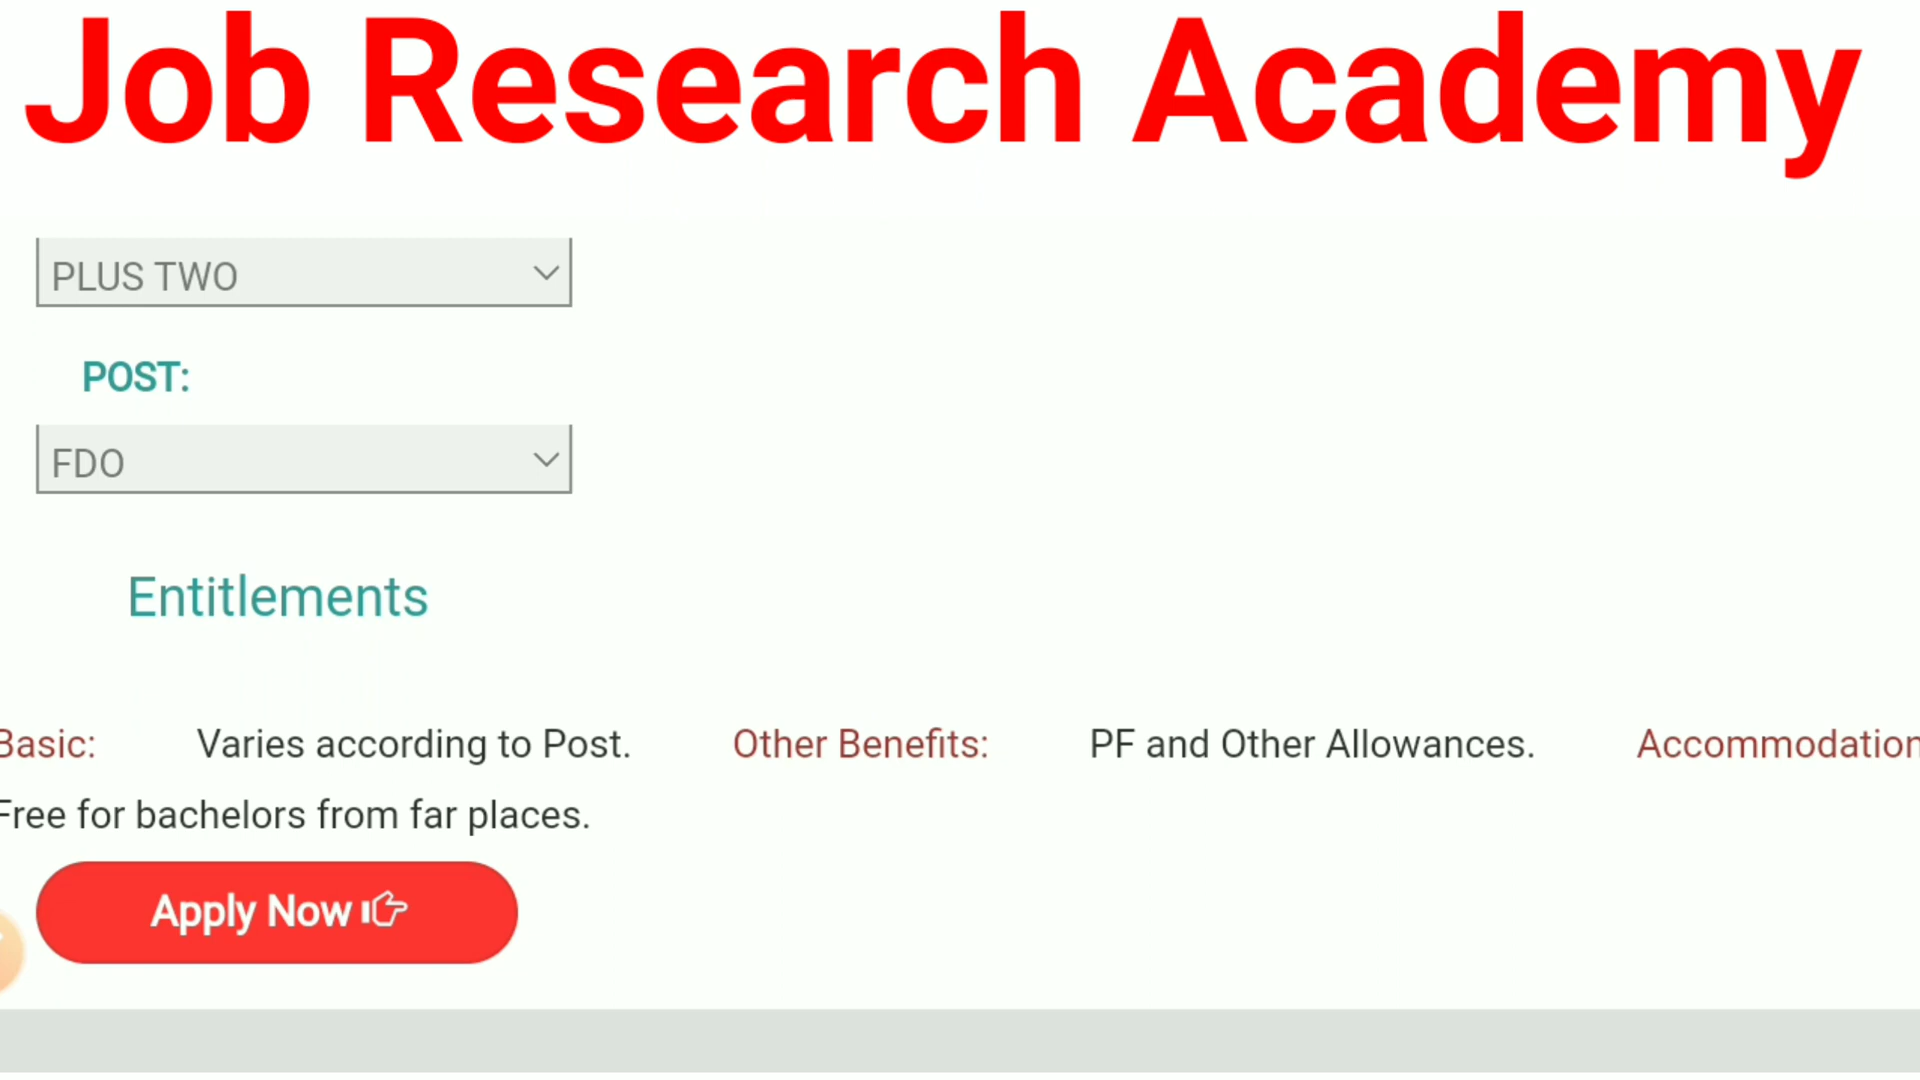 Job Research Academy
PLUS TWO
POST:
FDO
Entitlements
Basic: Varies according to Post. Other Benefits: PF and Other Allowances. Accommodation
Free for bachelors from far places.
Apply Now